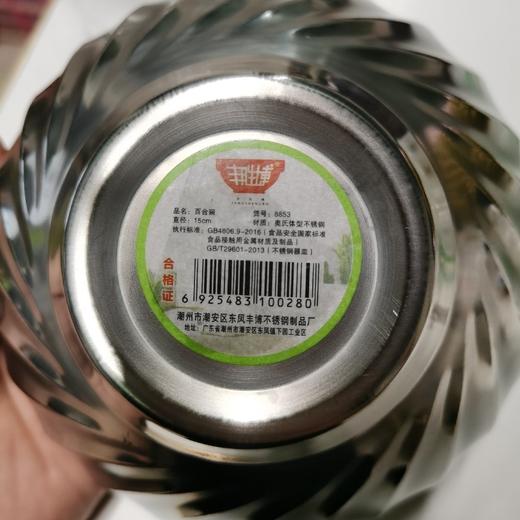 品名：百合碗 货号：8853
直径：15cm 材质：奥氏体型不锈钢
执行标准：GB4806.9-2016（食品安全国家标准
食品接触用金属材质及制品）
GB/T29601-2013（不锈钢器皿）
合格证
6 925483 100280
潮州市潮安区东凤丰博不锈钢制品厂
地址：广东省潮州市潮安区东凤镇下园工业区